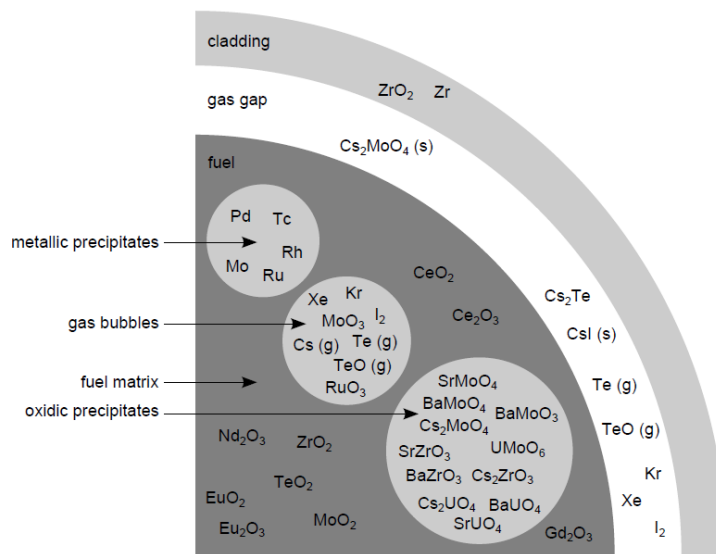 cladding
ZrO₂ Zr
gas gap
Cs₂MoO₄ (s)
fuel
Pd Tc
metallic precipitates
Rh
Mo Ru
CeO₂
Cs₂Te
Xe Kr
Ce₂O₃
gas bubbles
MoO₃ I₂
CsI (s)
Cs (g) Te (g)
TeO (g)
RuO₃
fuel matrix
Te (g)
oxidic precipitates
SrMoO₄
BaMoO₄ BaMoO₃
Cs₂MoO₄
TeO (g)
Nd₂O₃ ZrO₂
SrZrO₃ UMoO₆
BaZrO₃ Cs₂ZrO₃
Kr
TeO₂
Xe
EuO₂
Cs₂UO₄ BaUO₄
SrUO₄
Eu₂O₃ MoO₂
Gd₂O₃
I₂